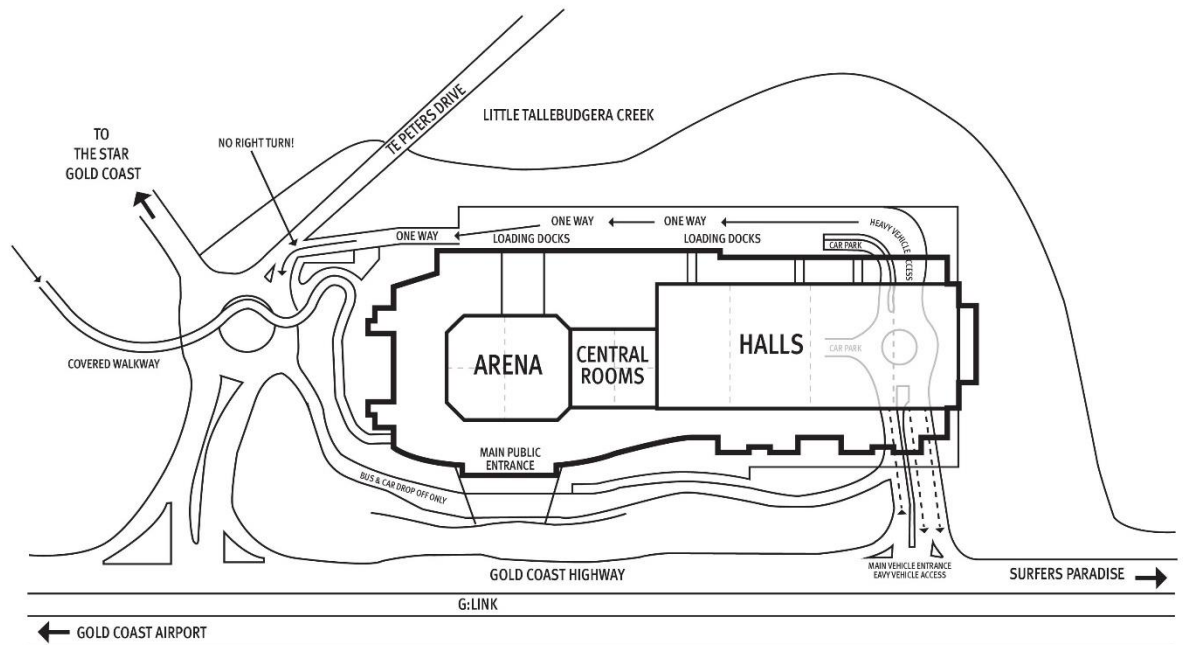 TE PETERS DRIVE
LITTLE TALLEBUDGERA CREEK
TO
THE STAR
GOLD COAST
NO RIGHT TURN!
ONE WAY
ONE WAY
ONE WAY
HEAVY VEHICLE ACCESS
LOADING DOCKS
LOADING DOCKS
CAR PARK
COVERED WALKWAY
ARENA
CENTRAL
ROOMS
HALLS
CAR PARK
MAIN PUBLIC
ENTRANCE
BUS & CAR DROP OFF ONLY
MAIN VEHICLE ENTRANCE
EAVY VEHICLE ACCESS
GOLD COAST HIGHWAY
SURFERS PARADISE
G:LINK
GOLD COAST AIRPORT